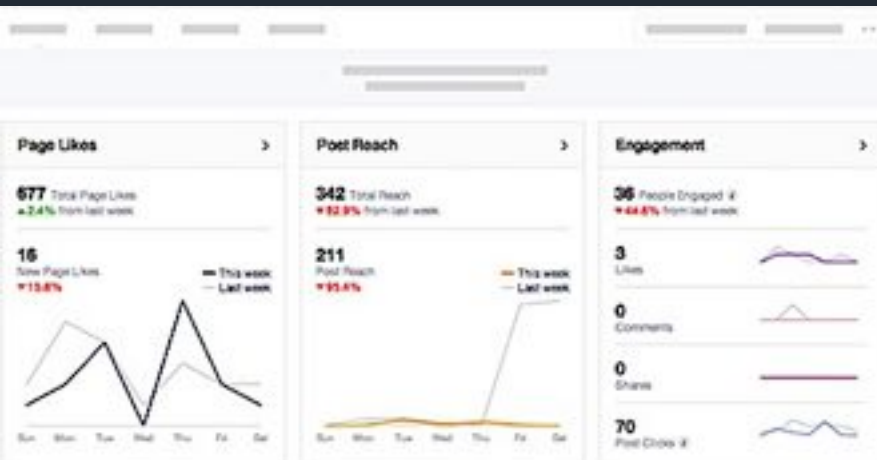 Page Likes
677 Total Page Likes
2.4% from last week
16
New Page Likes
15.8%
This week
Last week
Sun Mon Tue Wed Thu Fri Sat
Post Reach
342 Total Reach
from last week
211
Post Reach
95.4%
This week
Last week
Sun Mon Tue Wed Thu Fri Sat
Engagement
36 People Engaged
from last week
3
Likes
0
Comments
0
Shares
70
Post Clicks